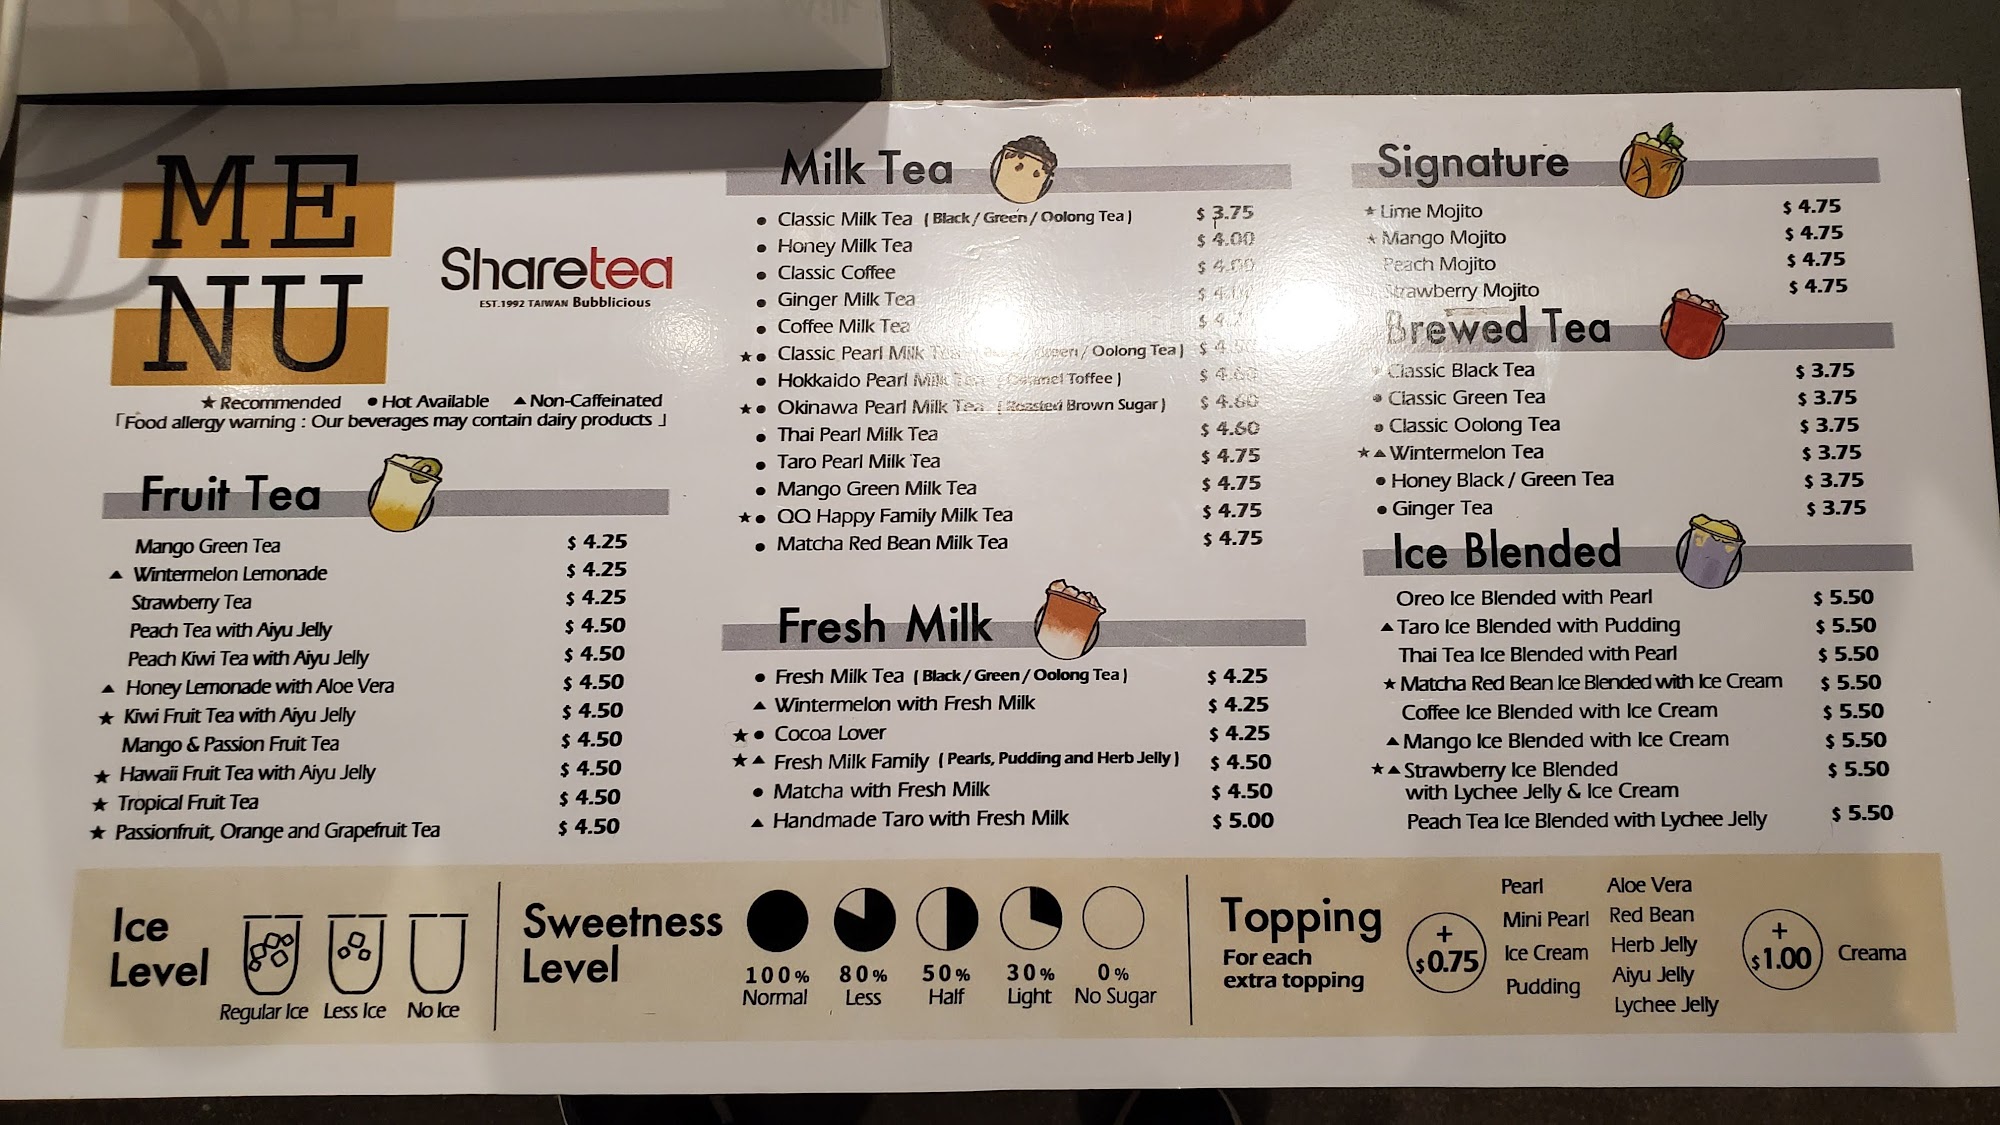 ME
NU
Sharetea
EST.1992 TAIWAN Bubblicious
★ Recommended ● Hot Available ▲ Non-Caffeinated
「Food allergy warning : Our beverages may contain dairy products 」
Fruit Tea
Mango Green Tea $ 4.25
▲ Wintermelon Lemonade $ 4.25
Strawberry Tea $ 4.25
Peach Tea with Aiyu Jelly $ 4.50
Peach Kiwi Tea with Aiyu Jelly $ 4.50
▲ Honey Lemonade with Aloe Vera $ 4.50
★ Kiwi Fruit Tea with Aiyu Jelly $ 4.50
Mango & Passion Fruit Tea $ 4.50
★ Hawaii Fruit Tea with Aiyu Jelly $ 4.50
★ Tropical Fruit Tea $ 4.50
★ Passionfruit, Orange and Grapefruit Tea $ 4.50
Milk Tea
● Classic Milk Tea ( Black / Green / Oolong Tea ) $ 3.75
● Honey Milk Tea $ 4.00
● Classic Coffee $ 4.00
● Ginger Milk Tea $
● Coffee Milk Tea $
★ ● Classic Pearl Milk Tea / Green / Oolong Tea ) $ 4.50
● Hokkaido Pearl Milk Tea ( Caramel Toffee ) $ 4.60
★ ● Okinawa Pearl Milk Tea ( Roasted Brown Sugar ) $ 4.60
● Thai Pearl Milk Tea $ 4.60
● Taro Pearl Milk Tea $ 4.75
● Mango Green Milk Tea $ 4.75
★ ● QQ Happy Family Milk Tea $ 4.75
● Matcha Red Bean Milk Tea $ 4.75
Fresh Milk
● Fresh Milk Tea ( Black / Green / Oolong Tea ) $ 4.25
▲ Wintermelon with Fresh Milk $ 4.25
★ ● Cocoa Lover $ 4.25
★ ▲ Fresh Milk Family ( Pearls, Pudding and Herb Jelly ) $ 4.50
● Matcha with Fresh Milk $ 4.50
▲ Handmade Taro with Fresh Milk $ 5.00
Signature
★ Lime Mojito $ 4.75
★ Mango Mojito $ 4.75
Peach Mojito $ 4.75
Strawberry Mojito $ 4.75
Brewed Tea
● Classic Black Tea $ 3.75
● Classic Green Tea $ 3.75
● Classic Oolong Tea $ 3.75
★ ▲ Wintermelon Tea $ 3.75
● Honey Black / Green Tea $ 3.75
● Ginger Tea $ 3.75
Ice Blended
Oreo Ice Blended with Pearl $ 5.50
▲ Taro Ice Blended with Pudding $ 5.50
Thai Tea Ice Blended with Pearl $ 5.50
★ Matcha Red Bean Ice Blended with Ice Cream $ 5.50
Coffee Ice Blended with Ice Cream $ 5.50
▲ Mango Ice Blended with Ice Cream $ 5.50
★ ▲ Strawberry Ice Blended $ 5.50
with Lychee Jelly & Ice Cream
Peach Tea Ice Blended with Lychee Jelly $ 5.50
Ice
Level
Regular Ice Less Ice No Ice
Sweetness
Level
100% 80% 50% 30% 0%
Normal Less Half Light No Sugar
Topping
For each
extra topping
+
$0.75
Pearl
Mini Pearl
Ice Cream
Pudding
Aloe Vera
Red Bean
Herb Jelly
Aiyu Jelly
Lychee Jelly
+
$1.00
Creama